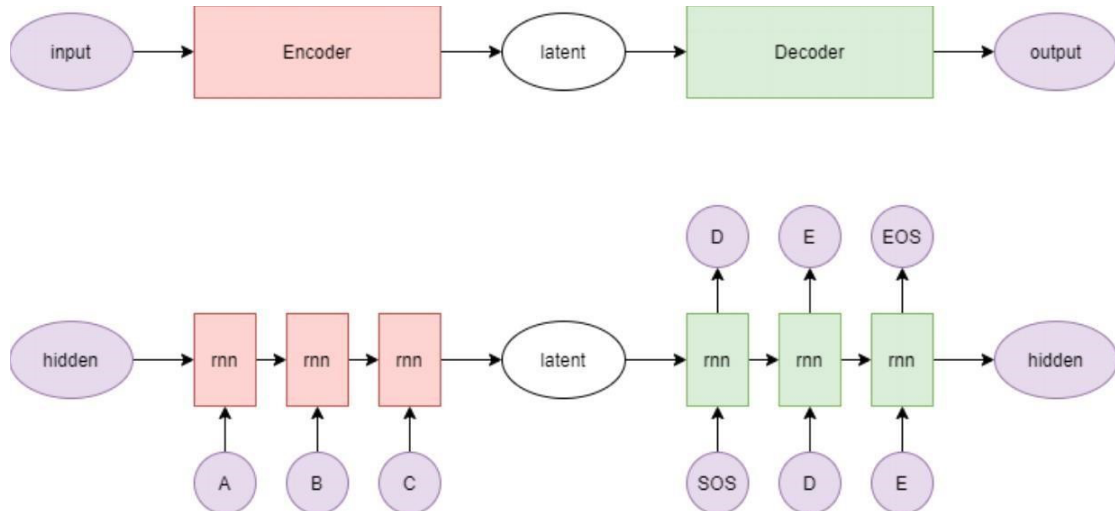 input Encoder latent Decoder output
D E EOS
hidden rnn rnn rnn latent rnn rnn rnn hidden
A B C SOS D E